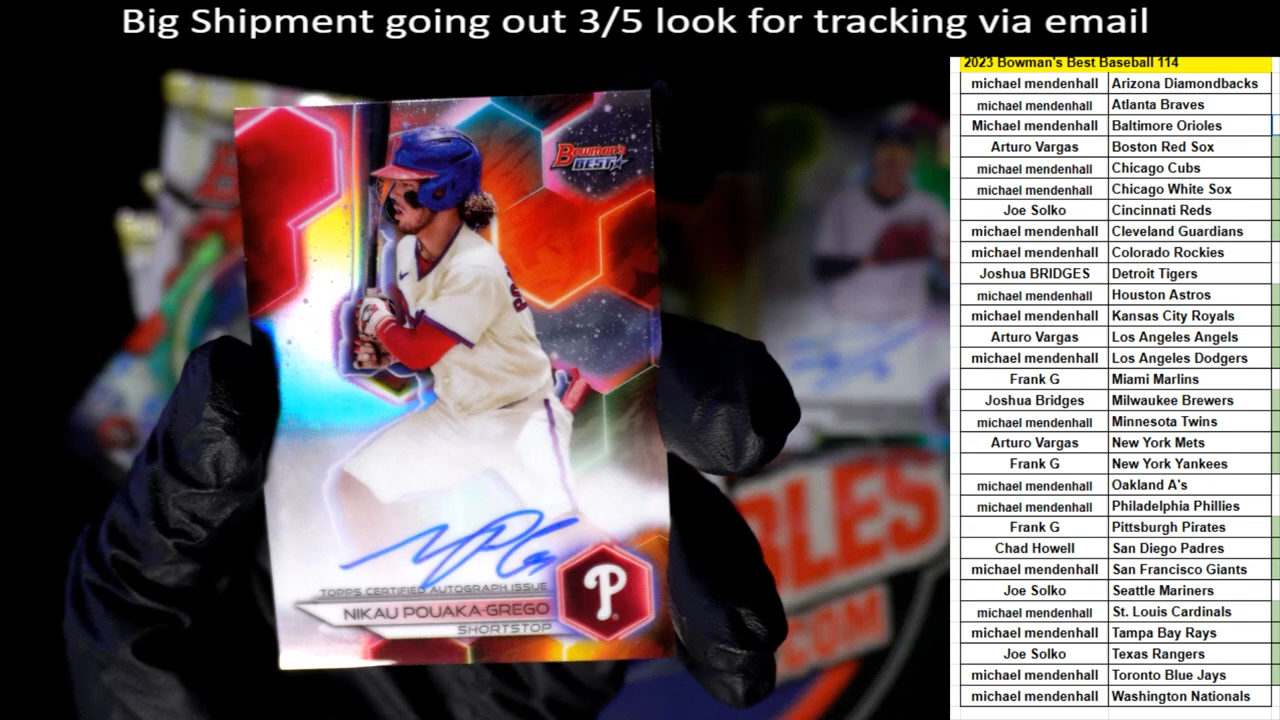 Big Shipment going out 3/5 look for tracking via email
2023 Bowman's Best Baseball 114
michael mendenhall Arizona Diamondbacks
michael mendenhall Atlanta Braves
Michael mendenhall Baltimore Orioles
Arturo Vargas Boston Red Sox
michael mendenhall Chicago Cubs
michael mendenhall Chicago White Sox
Joe Solko Cincinnati Reds
michael mendenhall Cleveland Guardians
michael mendenhall Colorado Rockies
Joshua BRIDGES Detroit Tigers
michael mendenhall Houston Astros
michael mendenhall Kansas City Royals
Arturo Vargas Los Angeles Angels
michael mendenhall Los Angeles Dodgers
Frank G Miami Marlins
Joshua Bridges Milwaukee Brewers
michael mendenhall Minnesota Twins
Arturo Vargas New York Mets
Frank G New York Yankees
michael mendenhall Oakland A's
michael mendenhall Philadelphia Phillies
Frank G Pittsburgh Pirates
Chad Howell San Diego Padres
michael mendenhall San Francisco Giants
Joe Solko Seattle Mariners
michael mendenhall St. Louis Cardinals
michael mendenhall Tampa Bay Rays
Joe Solko Texas Rangers
michael mendenhall Toronto Blue Jays
michael mendenhall Washington Nationals
Bowman's
BEST
TOPPS CERTIFIED AUTOGRAPH ISSUE
NIKAU POUAKA-GREGO
SHORTSTOP
P
BLES
.COM